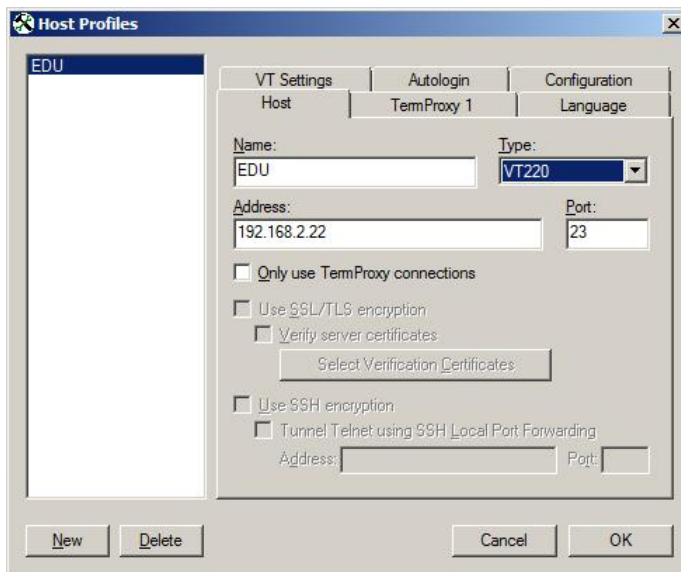 Host Profiles
EDU
VT Settings Autologin Configuration
Host TermProxy 1 Language
Name: Type:
EDU VT220
Address: Port:
192.168.2.22 23
Only use TermProxy connections
Use SSL/TLS encryption
Verify server certificates
Select Verification Certificates
Use SSH encryption
Tunnel Telnet using SSH Local Port Forwarding
Address: Port:
New Delete Cancel OK